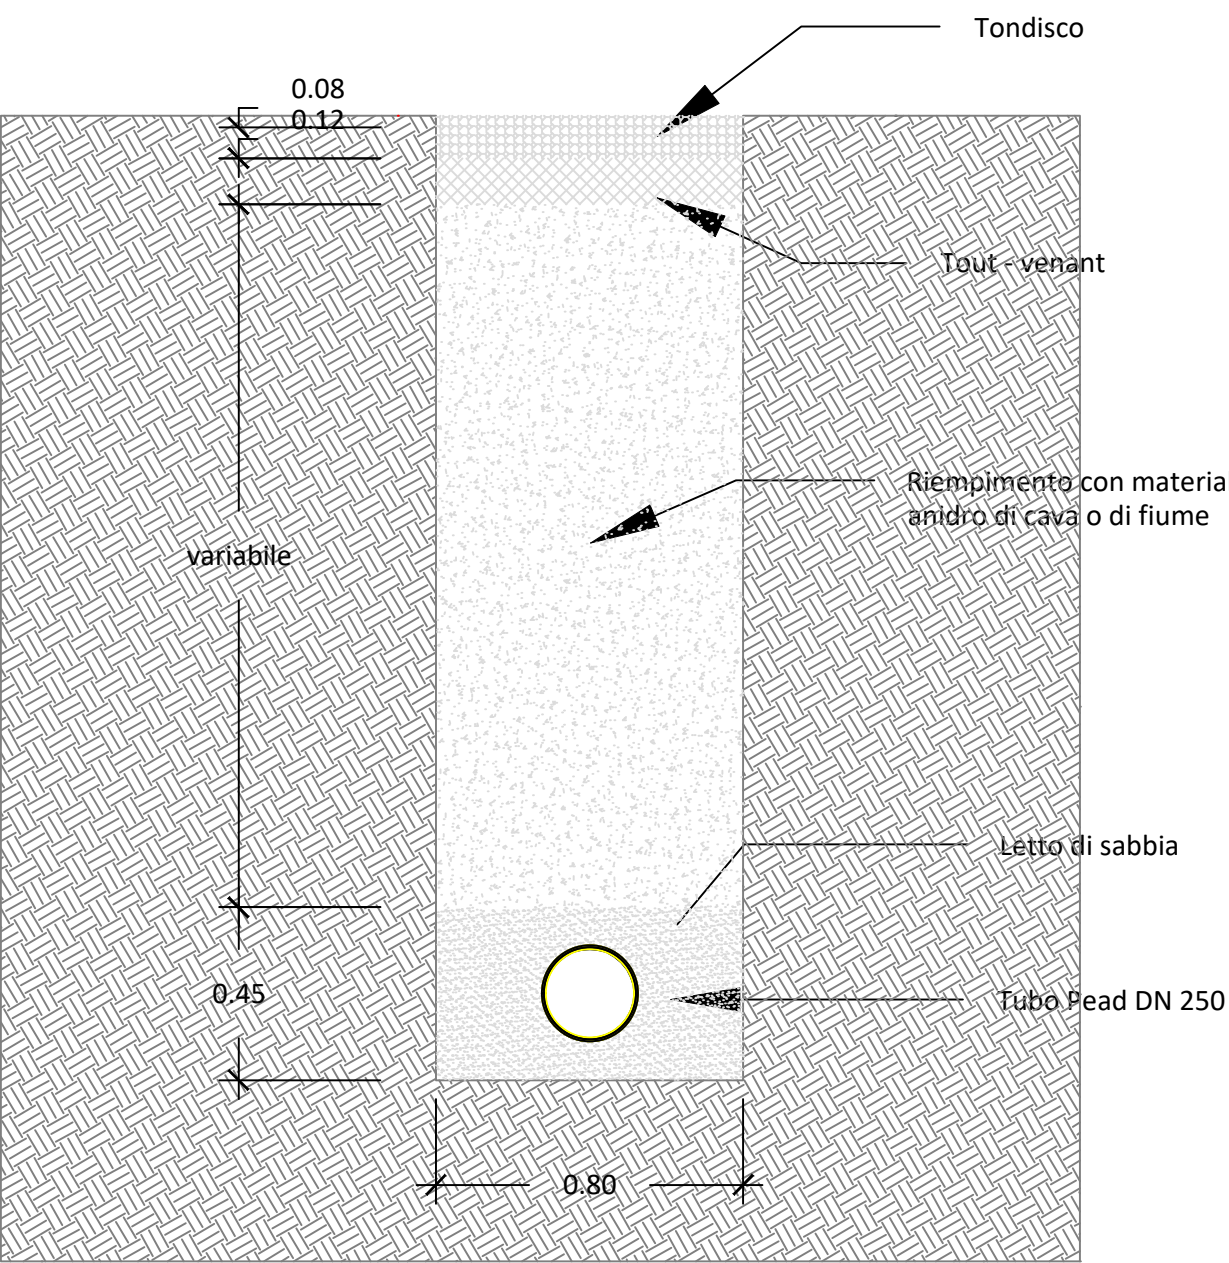 Tondisco
0.08
0.12
Tout - venant
Riempimento con materia
anidro di cava o di fiume
variabile
Letto di sabbia
0.45
Tubo Pead DN 250
0.80